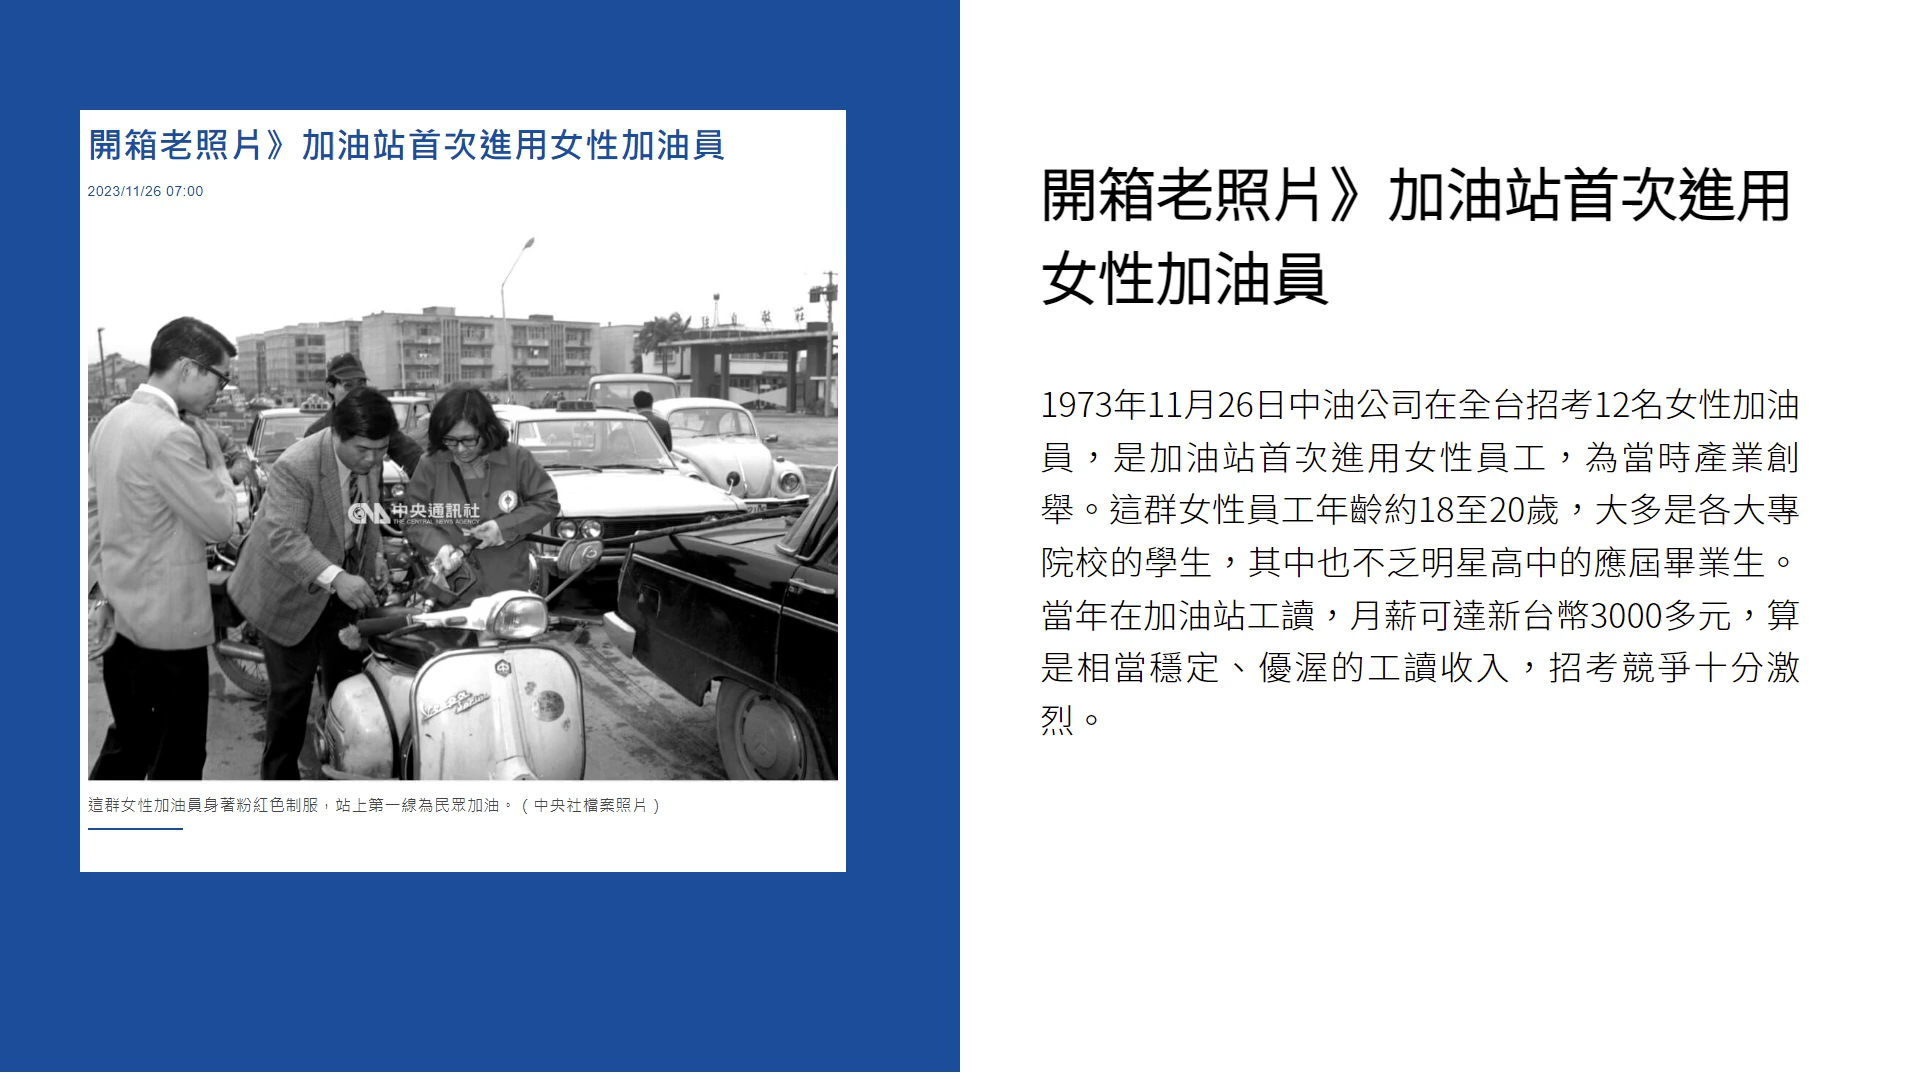 開箱老照片》加油站首次進用女性加油員
2023/11/26 07:00
中央通訊社
THE CENTRAL NEWS AGENCY
這群女性加油員身著粉紅色制服，站上第一線為民眾加油。（中央社檔案照片）
開箱老照片》加油站首次進用
女性加油員
1973年11月26日中油公司在全台招考12名女性加油
員，是加油站首次進用女性員工，為當時產業創
舉。這群女性員工年齡約18至20歲，大多是各大專
院校的學生，其中也不乏明星高中的應屆畢業生。
當年在加油站工讀，月薪可達新台幣3000多元，算
是相當穩定、優渥的工讀收入，招考競爭十分激
烈。